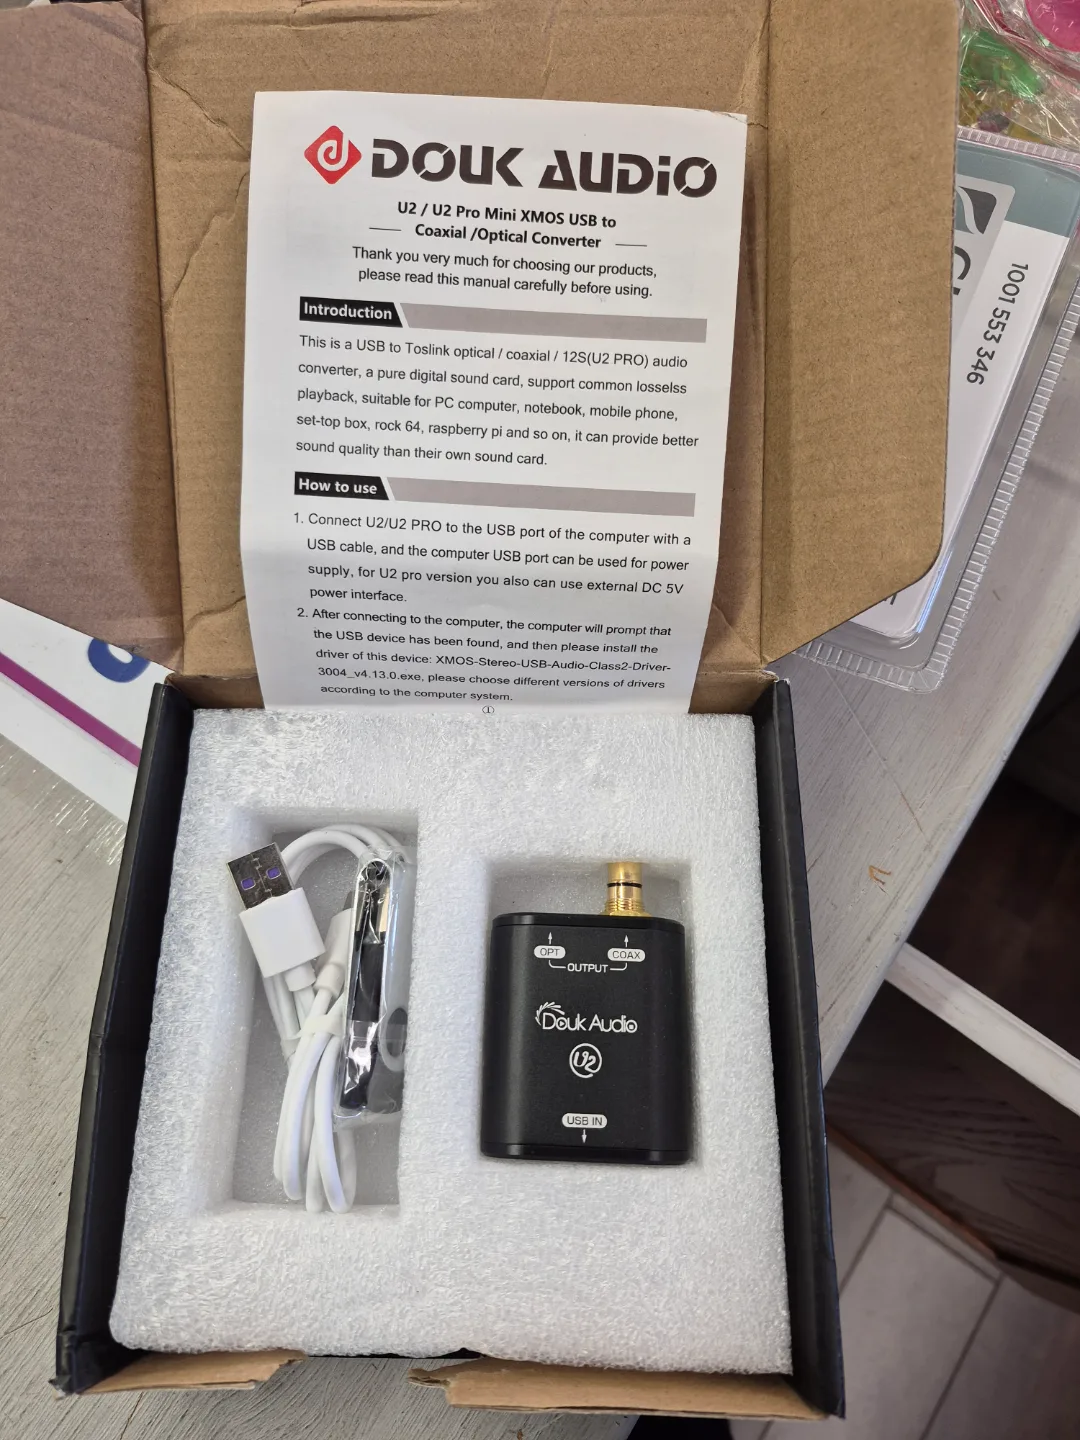 DOUK AUDiO
U2 / U2 Pro Mini XMOS USB to
Coaxial /Optical Converter
Thank you very much for choosing our products,
please read this manual carefully before using.
Introduction
This is a USB to Toslink optical / coaxial / 12S(U2 PRO) audio
converter, a pure digital sound card, support common losselss
playback, suitable for PC computer, notebook, mobile phone,
set-top box, rock 64, raspberry pi and so on, it can provide better
sound quality than their own sound card.
How to use
1. Connect U2/U2 PRO to the USB port of the computer with a
USB cable, and the computer USB port can be used for power
supply, for U2 pro version you also can use external DC 5V
power interface.
2. After connecting to the computer, the computer will prompt that
the USB device has been found, and then please install the
driver of this device: XMOS-Stereo-USB-Audio-Class2-Driver-
3004_v4.13.0.exe, please choose different versions of drivers
according to the computer system.
①
1001 553 346
OPT COAX
OUTPUT
Douk Audio
U2
USB IN